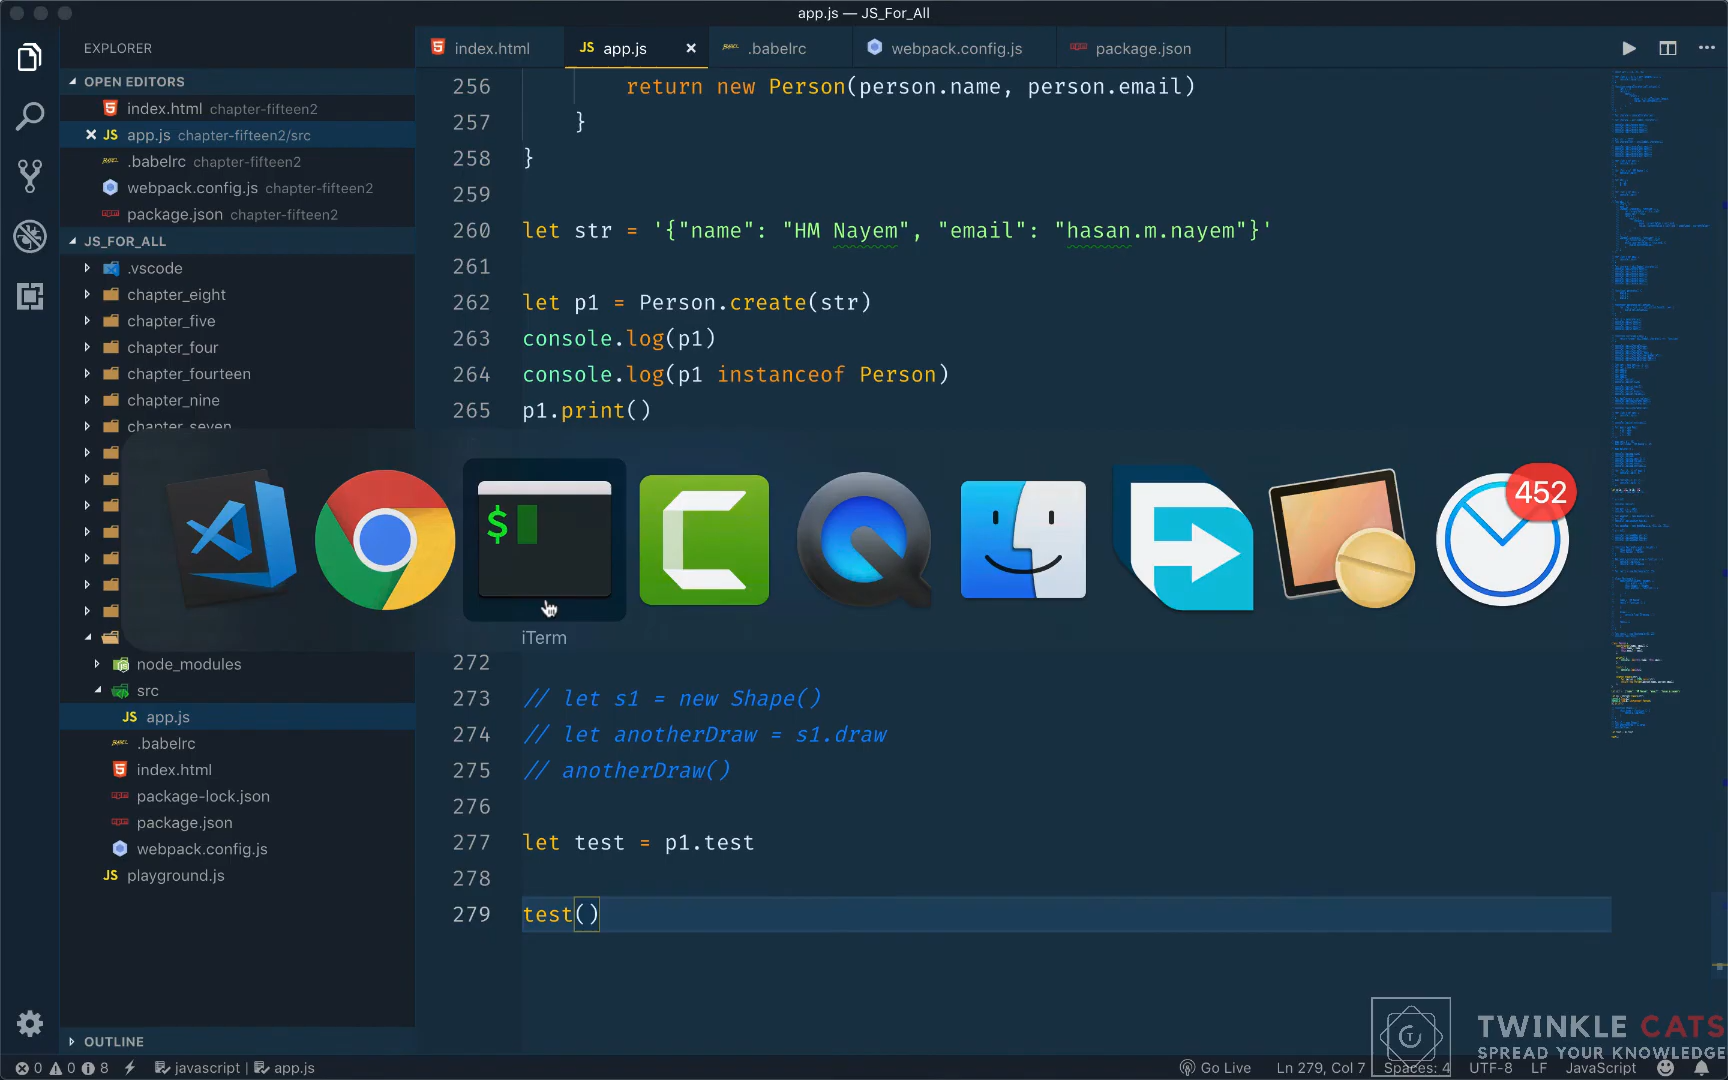 app.js — JS_For_All
EXPLORER
index.html
JS app.js
.babelrc
webpack.config.js
package.json
OPEN EDITORS
index.html chapter-fifteen2
JS app.js chapter-fifteen2/src
.babelrc chapter-fifteen2
webpack.config.js chapter-fifteen2
package.json chapter-fifteen2
JS_FOR_ALL
.vscode
chapter_eight
chapter_five
chapter_four
chapter_fourteen
chapter_nine
chapter_seven
node_modules
src
JS app.js
.babelrc
index.html
package-lock.json
package.json
webpack.config.js
JS playground.js
OUTLINE
256 return new Person(person.name, person.email)
257 }
258 }
259
260 let str = '{"name": "HM Nayem", "email": "hasan.m.nayem"}'
261
262 let p1 = Person.create(str)
263 console.log(p1)
264 console.log(p1 instanceof Person)
265 p1.print()
$
452
iTerm
272
273 // let s1 = new Shape()
274 // let anotherDraw = s1.draw
275 // anotherDraw()
276
277 let test = p1.test
278
279 test()
TWINKLE CATS
SPREAD YOUR KNOWLEDGE
0 0 8 javascript | app.js
Go Live Ln 279, Col 7 Spaces: 4 UTF-8 LF JavaScript